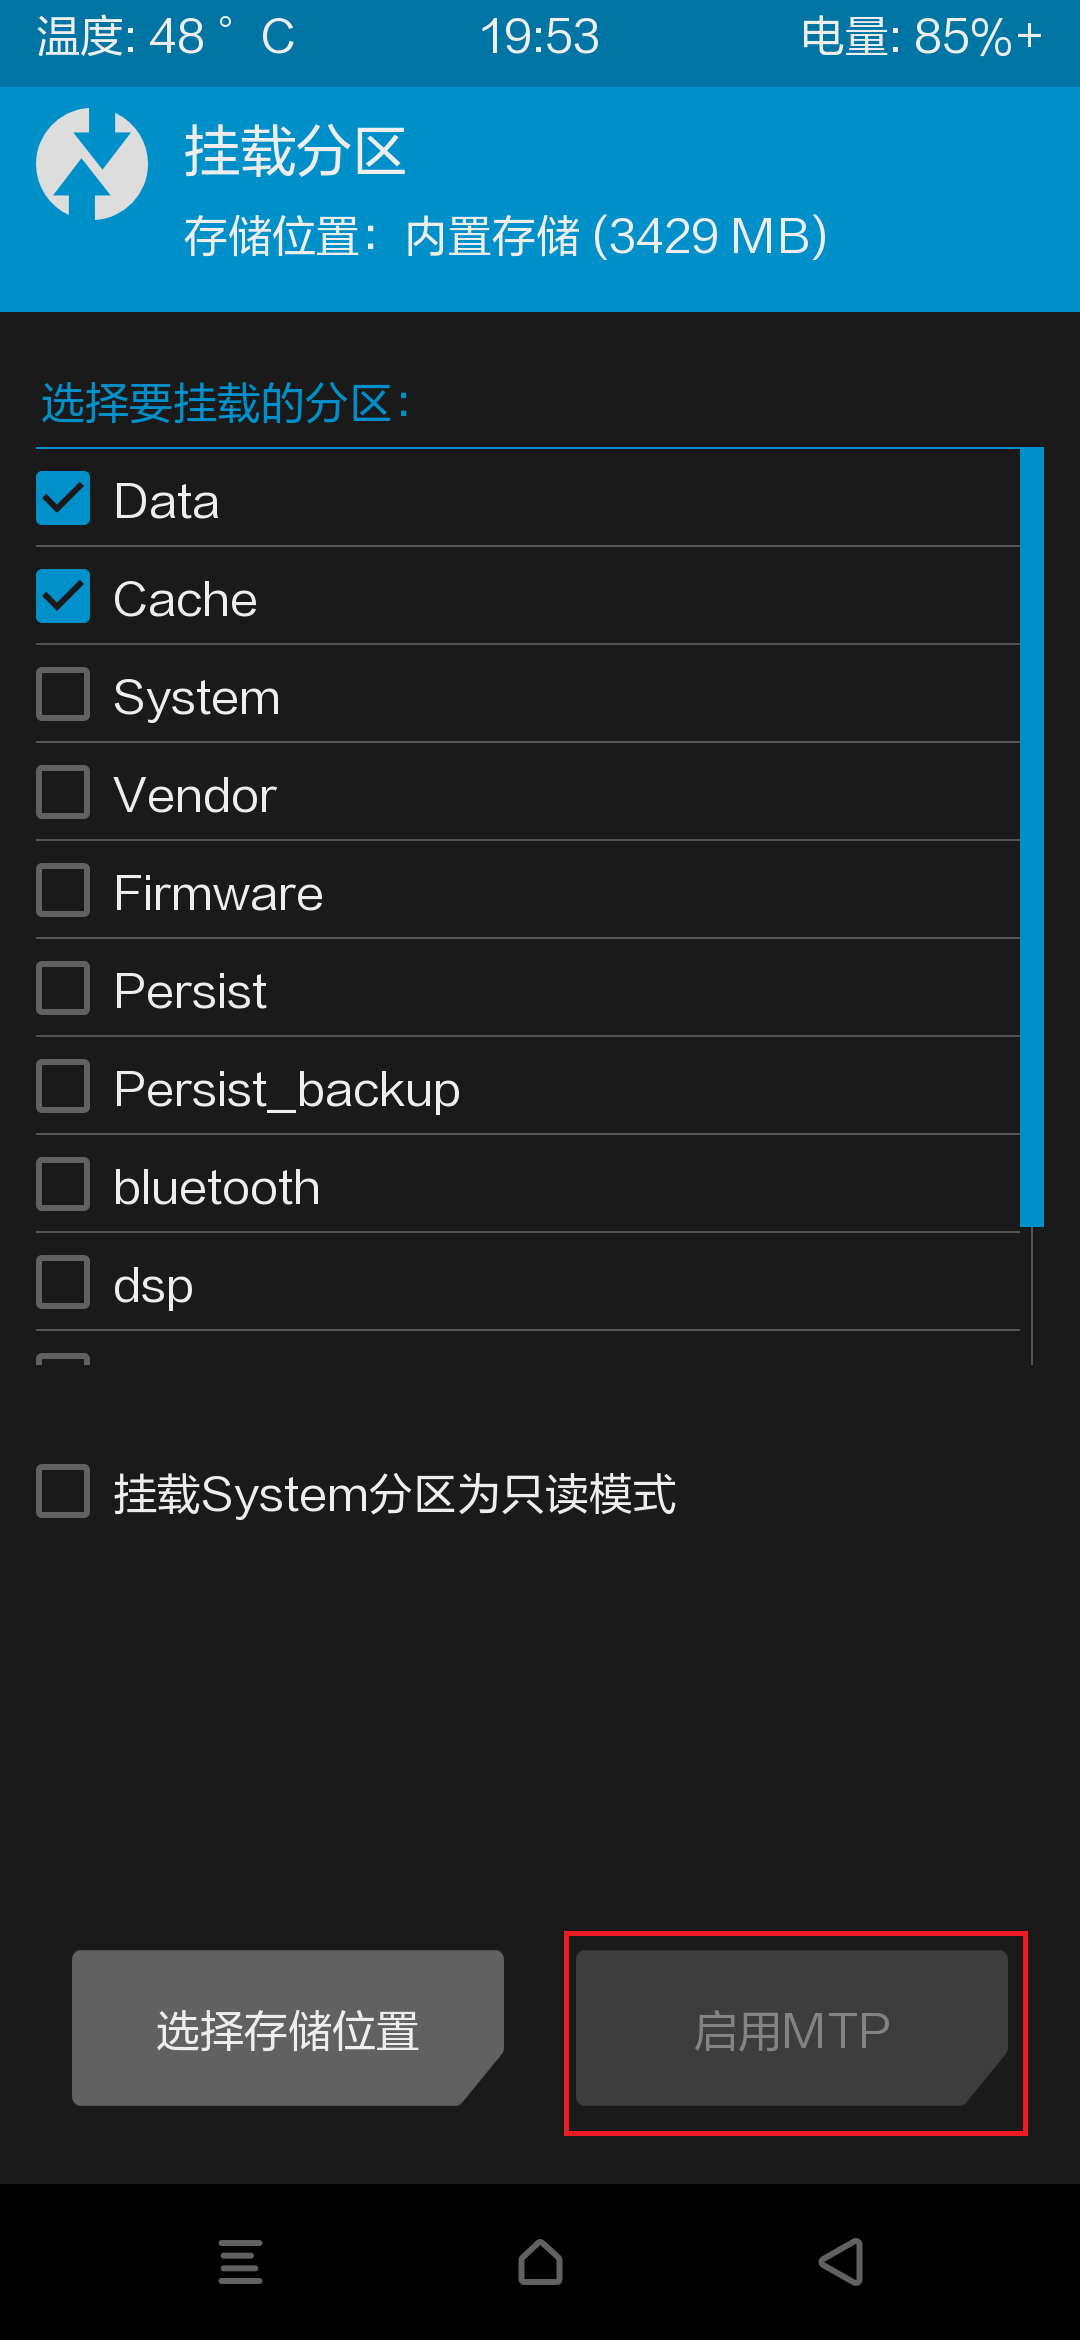 温度: 48 ° C
19:53
电量: 85%+
挂载分区
存储位置：内置存储 (3429 MB)
选择要挂载的分区：
Data
Cache
System
Vendor
Firmware
Persist
Persist_backup
bluetooth
dsp
挂载System分区为只读模式
选择存储位置
启用MTP